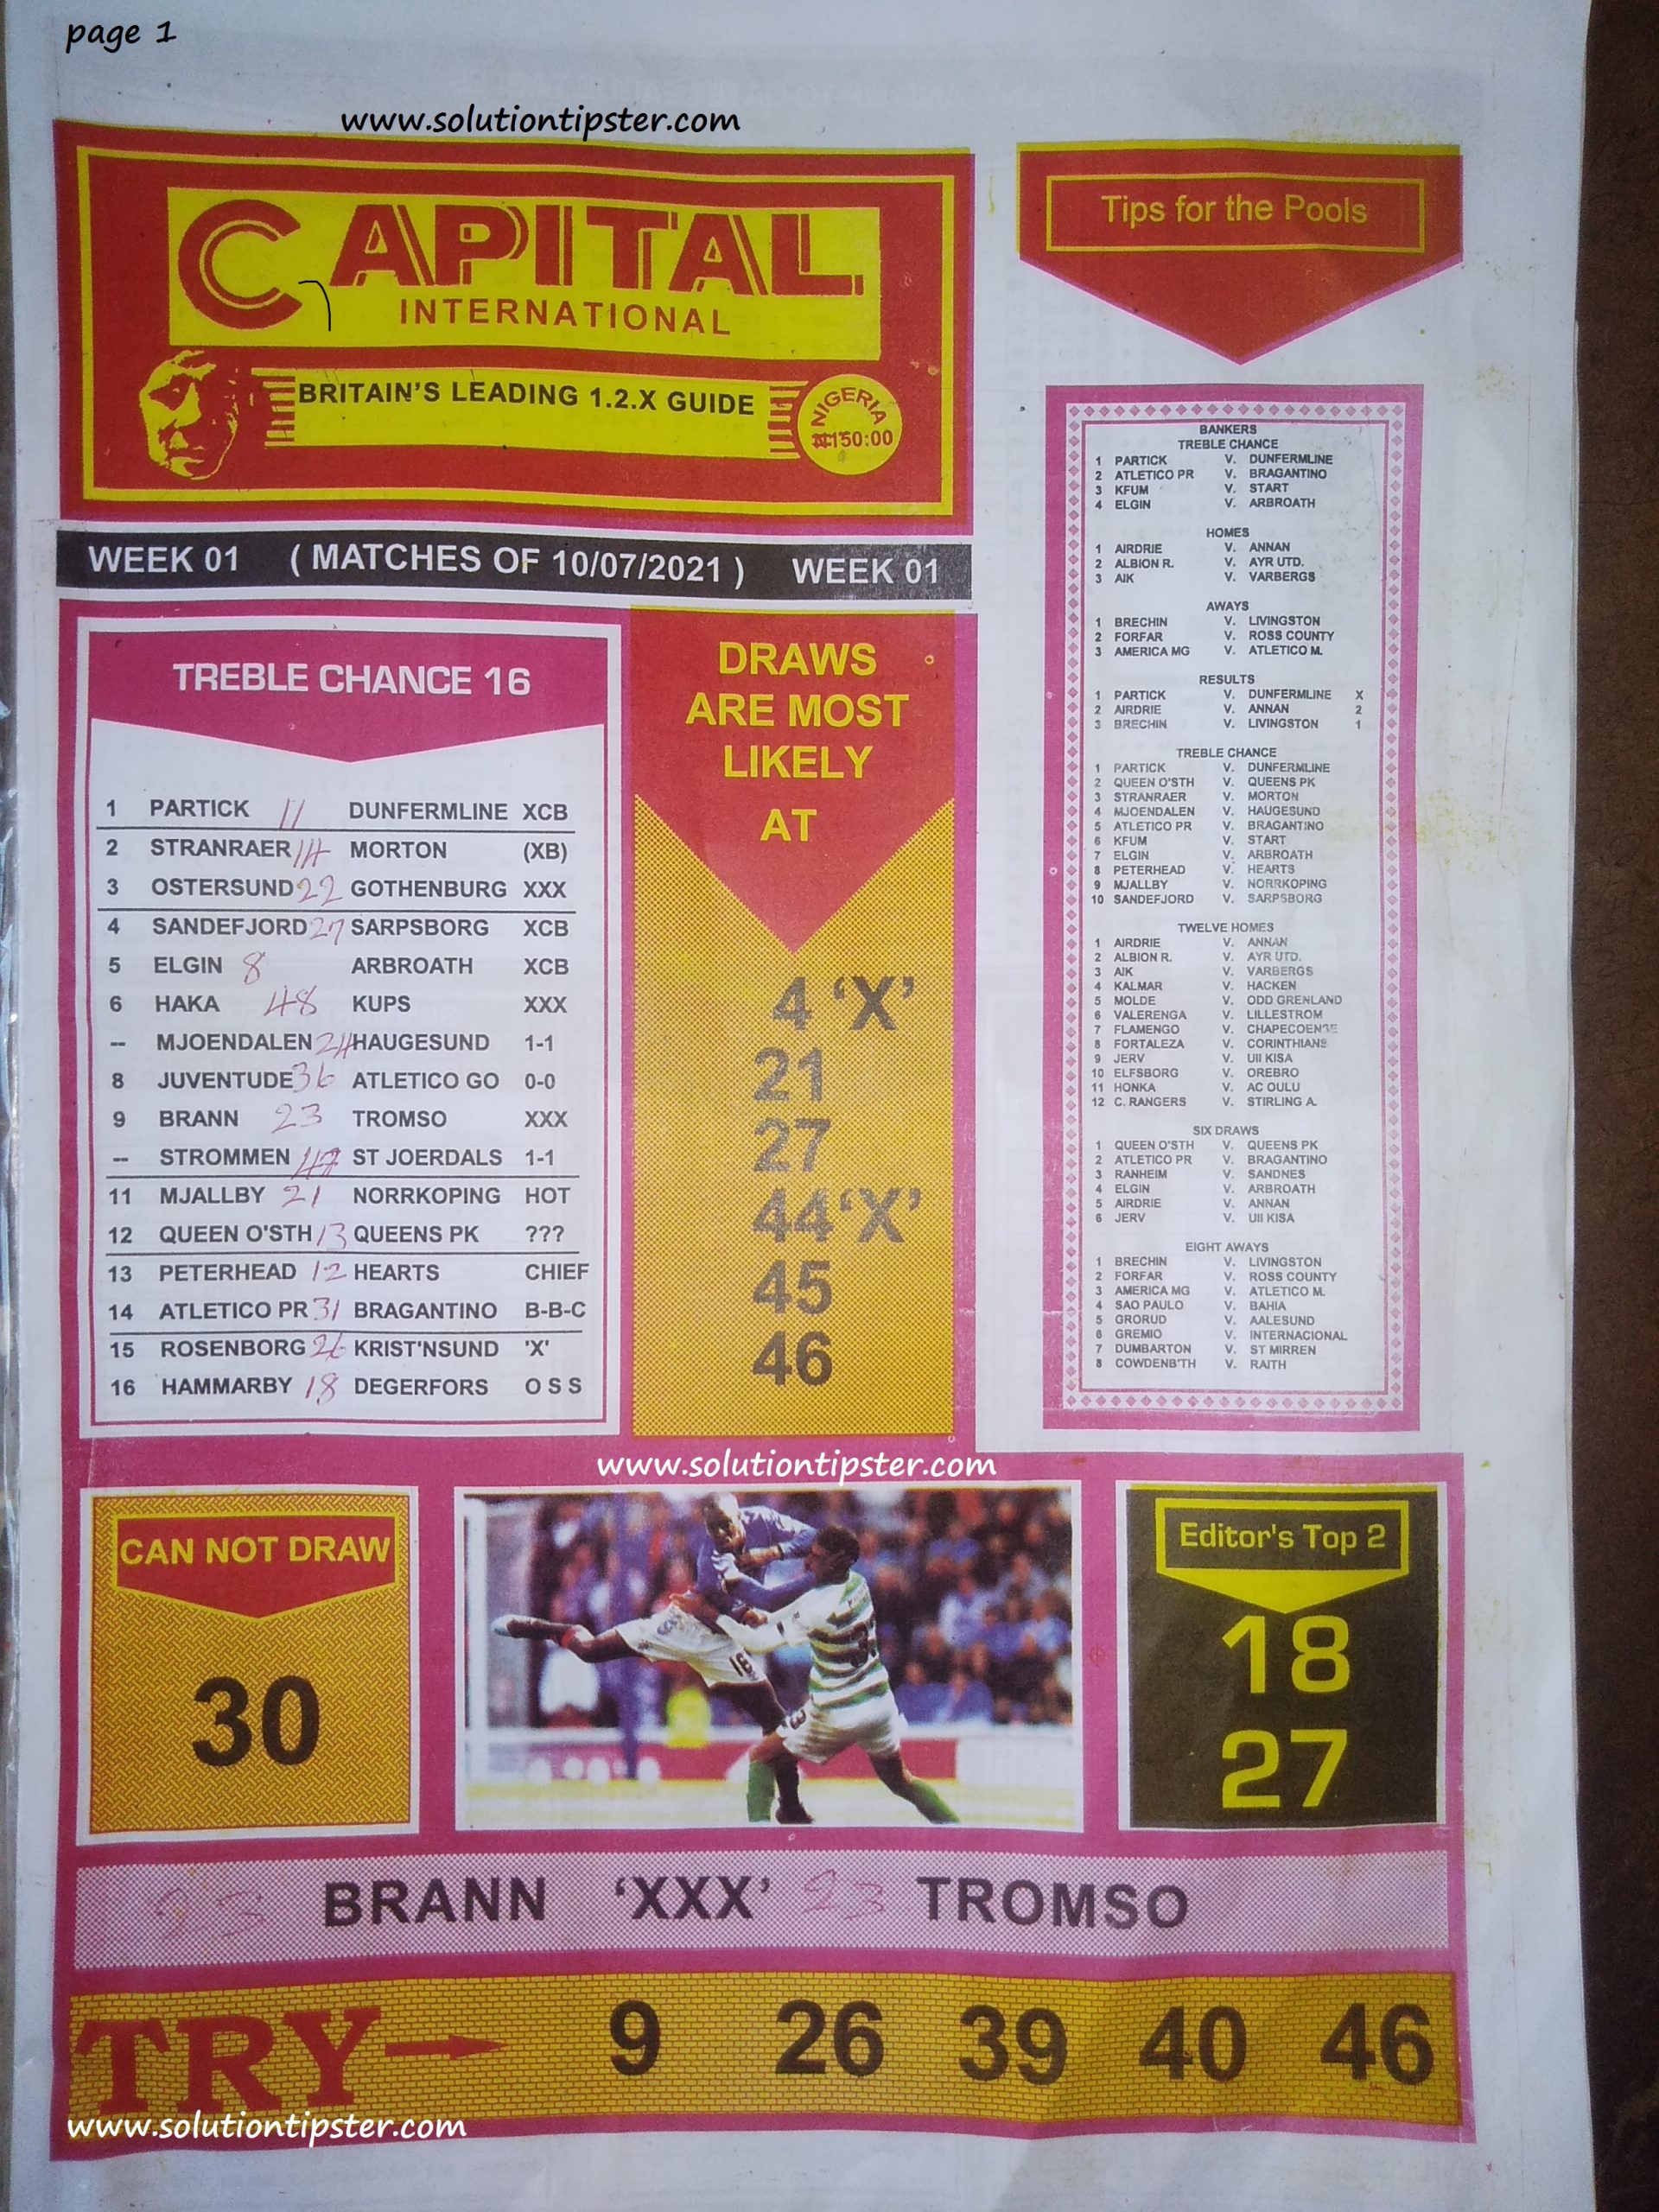 page 1
www.solutiontipster.com
CAPITAL
INTERNATIONAL
BRITAIN'S LEADING 1.2.X GUIDE
NIGERIA
₦150:00
WEEK 01 ( MATCHES OF 10/07/2021 ) WEEK 01
TREBLE CHANCE 16
1 PARTICK 11 DUNFERMLINE XCB
2 STRANRAER 14 MORTON (XB)
3 OSTERSUND 22 GOTHENBURG XXX
4 SANDEFJORD 27 SARPSBORG XCB
5 ELGIN 8 ARBROATH XCB
6 HAKA 48 KUPS XXX
-- MJOENDALEN 24 HAUGESUND 1-1
8 JUVENTUDE 36 ATLETICO GO 0-0
9 BRANN 23 TROMSO XXX
-- STROMMEN 47 ST JOERDALS 1-1
11 MJALLBY 21 NORRKOPING HOT
12 QUEEN O'STH 13 QUEENS PK ???
13 PETERHEAD 12 HEARTS CHIEF
14 ATLETICO PR 31 BRAGANTINO B-B-C
15 ROSENBORG 26 KRIST'NSUND 'X'
16 HAMMARBY 18 DEGERFORS O S S
DRAWS
ARE MOST
LIKELY
AT
4 'X'
21
27
44 'X'
45
46
Tips for the Pools
BANKERS
TREBLE CHANCE
1 PARTICK V. DUNFERMLINE
2 ATLETICO PR V. BRAGANTINO
3 KFUM V. START
4 ELGIN V. ARBROATH
HOMES
1 AIRDRIE V. ANNAN
2 ALBION R. V. AYR UTD.
3 AIK V. VARBERGS
AWAYS
1 BRECHIN V. LIVINGSTON
2 FORFAR V. ROSS COUNTY
3 AMERICA MG V. ATLETICO M.
RESULTS
1 PARTICK V. DUNFERMLINE X
2 AIRDRIE V. ANNAN 2
3 BRECHIN V. LIVINGSTON 1
TREBLE CHANCE
1 PARTICK V. DUNFERMLINE
2 QUEEN O'STH V. QUEENS PK
3 STRANRAER V. MORTON
4 MJOENDALEN V. HAUGESUND
5 ATLETICO PR V. BRAGANTINO
6 KFUM V. START
7 ELGIN V. ARBROATH
8 PETERHEAD V. HEARTS
9 MJALLBY V. NORRKOPING
10 SANDEFJORD V. SARPSBORG
TWELVE HOMES
1 AIRDRIE V. ANNAN
2 ALBION R. V. AYR UTD.
3 AIK V. VARBERGS
4 KALMAR V. HACKEN
5 MOLDE V. ODD GRENLAND
6 VALERENGA V. LILLESTROM
7 FLAMENGO V. CHAPECOENSE
8 FORTALEZA V. CORINTHIANS
9 JERV V. UII KISA
10 ELFSBORG V. OREBRO
11 HONKA V. AC OULU
12 C. RANGERS V. STIRLING A.
SIX DRAWS
1 QUEEN O'STH V. QUEENS PK
2 ATLETICO PR V. BRAGANTINO
3 RANHEIM V. SANDNES
4 ELGIN V. ARBROATH
5 AIRDRIE V. ANNAN
6 JERV V. UII KISA
EIGHT AWAYS
1 BRECHIN V. LIVINGSTON
2 FORFAR V. ROSS COUNTY
3 AMERICA MG V. ATLETICO M.
4 SAO PAULO V. BAHIA
5 GRORUD V. AALESUND
6 GREMIO V. INTERNACIONAL
7 DUMBARTON V. ST MIRREN
8 COWDENB'TH V. RAITH
www.solutiontipster.com
CAN NOT DRAW
30
18
Editor's Top 2
18
27
23 BRANN 'XXX' 23 TROMSO
TRY 9 26 39 40 46
www.solutiontipster.com